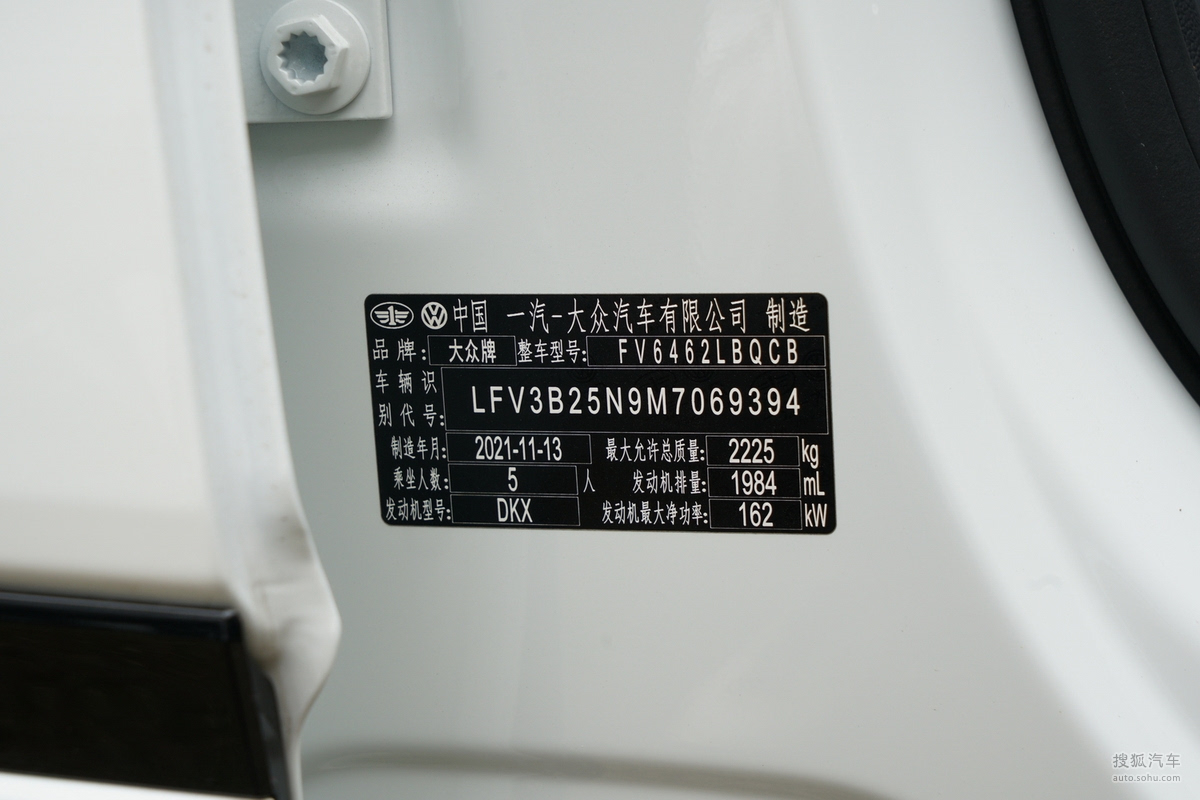 中国 一汽-大众汽车有限公司 制造
品牌: 大众牌 整车型号: FV6462LBQCB
车辆识别代号: LFV3B25N9M7069394
制造年月: 2021-11-13 最大允许总质量: 2225 kg
乘坐人数: 5 人 发动机排量: 1984 mL
发动机型号: DKX 发动机最大净功率: 162 kW
搜狐汽车
auto.sohu.com